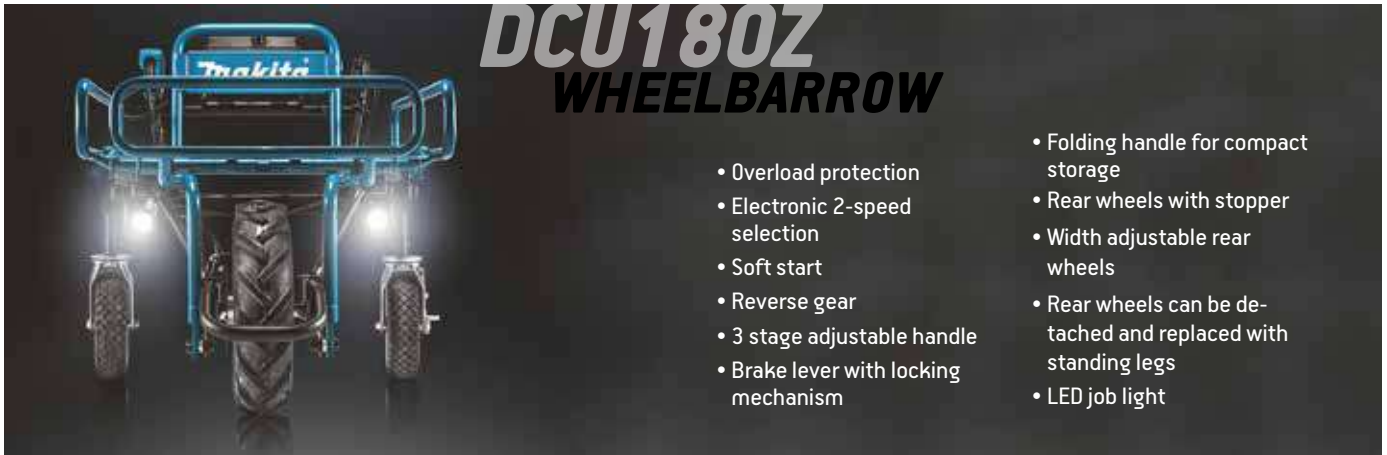 DCU180Z
WHEELBARROW
makita
• Overload protection
• Electronic 2-speed
selection
• Soft start
• Reverse gear
• 3 stage adjustable handle
• Brake lever with locking
mechanism
• Folding handle for compact
storage
• Rear wheels with stopper
• Width adjustable rear
wheels
• Rear wheels can be de-
tached and replaced with
standing legs
• LED job light